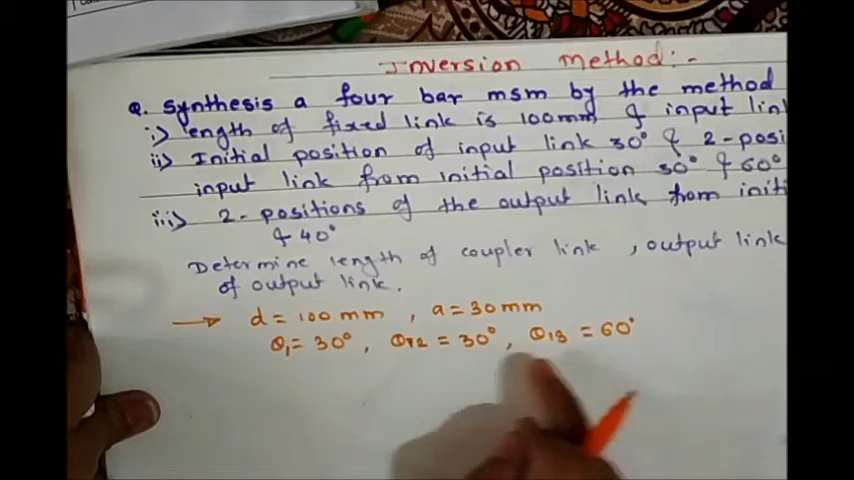 Inversion method:-
Q. Synthesis a four bar msm by the method
i) length of fixed link is 100mm & input lin
ii) Initial position of input link 30° & 2-posi
input link from initial position 30° & 60°
iii) 2-positions of the output link from initi
& 40°
Determine length of coupler link , output link
of output link.
→ d = 100 mm , a = 30 mm
θ1 = 30° , θ12 = 30° , θ13 = 60°